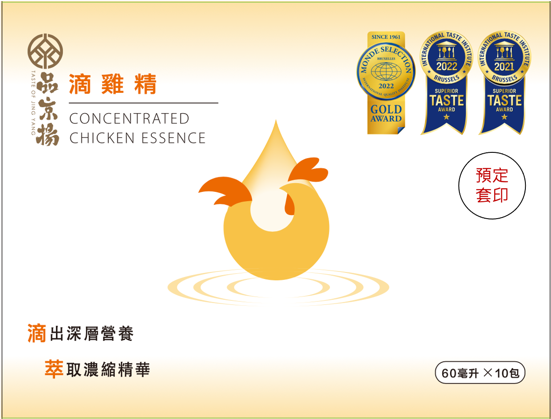 品京揚
TASTE OF JING YANG
滴雞精
CONCENTRATED
CHICKEN ESSENCE
SINCE 1961
MONDE SELECTION
BRUXELLES
2022
GOLD
AWARD
INTERNATIONAL TASTE INSTITUTE
2022
BRUSSELS
SUPERIOR
TASTE
AWARD
INTERNATIONAL TASTE INSTITUTE
2021
BRUSSELS
SUPERIOR
TASTE
AWARD
預定
套印
滴出深層營養
萃取濃縮精華
60毫升×10包